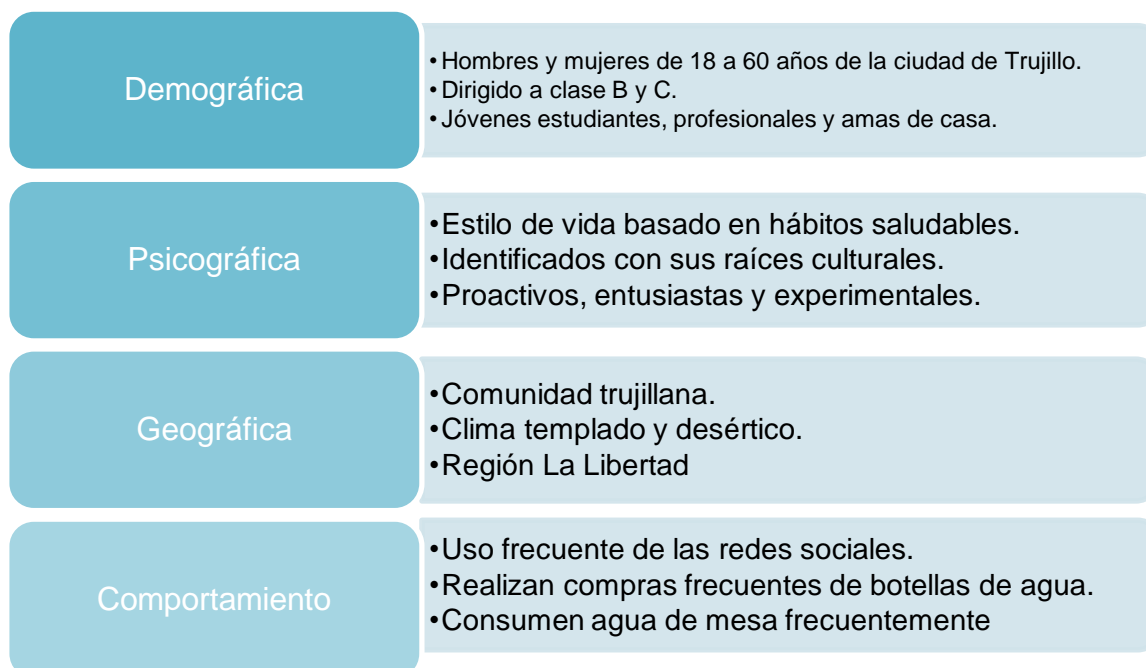 Demográfica
•Hombres y mujeres de 18 a 60 años de la ciudad de Trujillo.
•Dirigido a clase B y C.
•Jóvenes estudiantes, profesionales y amas de casa.
Psicográfica
•Estilo de vida basado en hábitos saludables.
•Identificados con sus raíces culturales.
•Proactivos, entusiastas y experimentales.
Geográfica
•Comunidad trujillana.
•Clima templado y desértico.
•Región La Libertad
Comportamiento
•Uso frecuente de las redes sociales.
•Realizan compras frecuentes de botellas de agua.
•Consumen agua de mesa frecuentemente